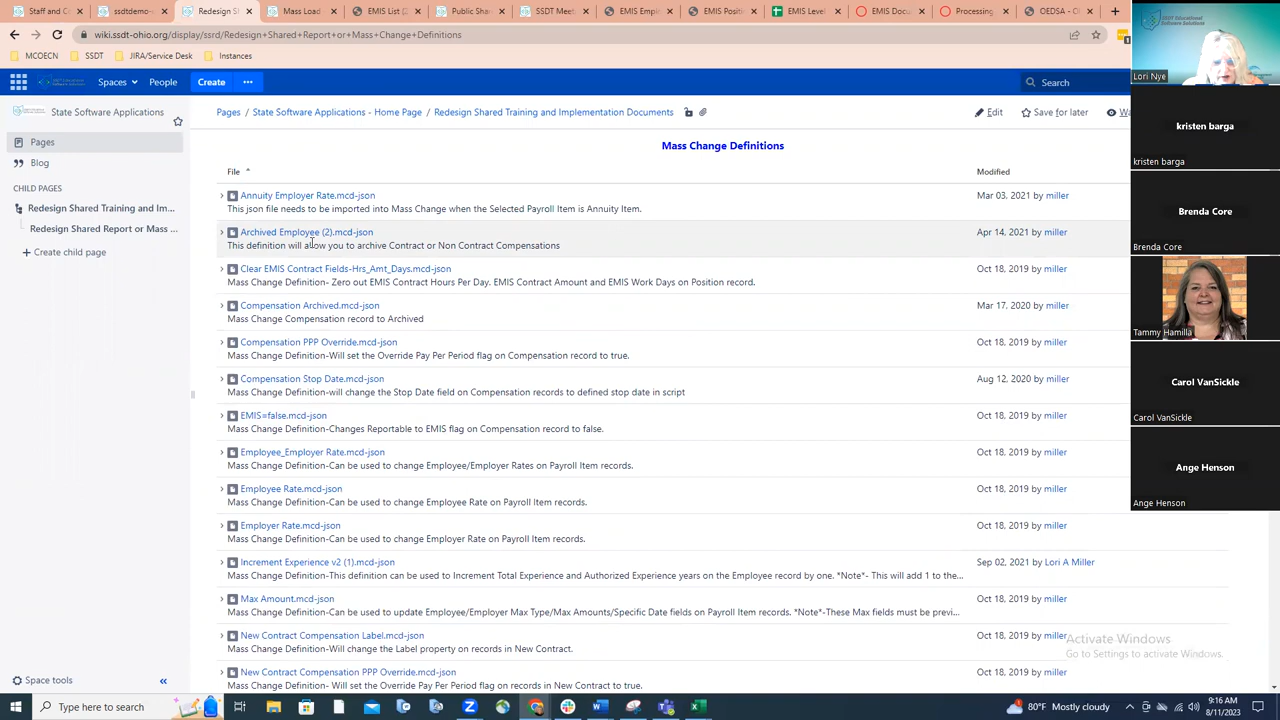 SSDT re
SSDT Me
Mass Load
EMIS List (
Public Sha
SSDT Meet
EMIS Empl
EMIS Positi
EMIS Level
EMIS Docu
Processing
OEDSA - O
wiki.ssdt-ohio.org/display/ssrd/Redesign+Shared+Report+or+Mass+Change+Definitions
MCOECN
SSDT
JIRA/Service Desk
Instances
Spaces
People
Create
Search
State Software Applications
Pages
Blog
CHILD PAGES
Redesign Shared Training and Im...
Redesign Shared Report or Mass ...
Create child page
Space tools
Pages / State Software Applications - Home Page / Redesign Shared Training and Implementation Documents
Edit
Save for later
Wa
Mass Change Definitions
File Modified
Annuity Employer Rate.mcd-json Mar 03, 2021 by miller
This json file needs to be imported into Mass Change when the Selected Payroll Item is Annuity Item.
Archived Employee (2).mcd-json Apr 14, 2021 by miller
This definition will allow you to archive Contract or Non Contract Compensations
Clear EMIS Contract Fields-Hrs_Amt_Days.mcd-json Oct 18, 2019 by miller
Mass Change Definition- Zero out EMIS Contract Hours Per Day. EMIS Contract Amount and EMIS Work Days on Position record.
Compensation Archived.mcd-json Mar 17, 2020 by miller
Mass Change Compensation record to Archived
Compensation PPP Override.mcd-json Oct 18, 2019 by miller
Mass Change Definition-Will set the Override Pay Per Period flag on Compensation record to true.
Compensation Stop Date.mcd-json Aug 12, 2020 by miller
Mass Change Definition-will change the Stop Date field on Compensation records to defined stop date in script
EMIS=false.mcd-json Oct 18, 2019 by miller
Mass Change Definition-Changes Reportable to EMIS flag on Compensation record to false.
Employee_Employer Rate.mcd-json Oct 18, 2019 by miller
Mass Change Definition-Can be used to change Employee/Employer Rates on Payroll Item records.
Employee Rate.mcd-json Oct 18, 2019 by miller
Mass Change Definition-Can be used to change Employee Rate on Payroll Item records.
Employer Rate.mcd-json Oct 18, 2019 by miller
Mass Change Definition-Can be used to change Employer Rate on Payroll Item records.
Increment Experience v2 (1).mcd-json Sep 02, 2021 by Lori A Miller
Mass Change Definition-This definition can be used to Increment Total Experience and Authorized Experience years on the Employee record by one. *Note*- This will add 1 to the...
Max Amount.mcd-json Oct 18, 2019 by miller
Mass Change Definition-Can be used to update Employee/Employer Max Type/Max Amounts/Specific Date fields on Payroll Item records. *Note*-These Max fields must be previ...
New Contract Compensation Label.mcd-json Oct 18, 2019 by miller
Mass Change Definition-Will change the Label property on records in New Contract.
New Contract Compensation PPP Override.mcd-json Oct 18, 2019 by miller
Mass Change Definition- Will set the Override Pay Per Period flag on records in New Contract to true.
Activate Windows
Go to Settings to activate Windows.
SSDT Educational
Software
Solutions
Lori Nye
kristen barga
kristen barga
Brenda Core
Brenda Core
Tammy Hamilla
Carol VanSickle
Carol VanSickle
Ange Henson
Ange Henson
Type here to search
80°F Mostly cloudy
9:16 AM
8/11/2023